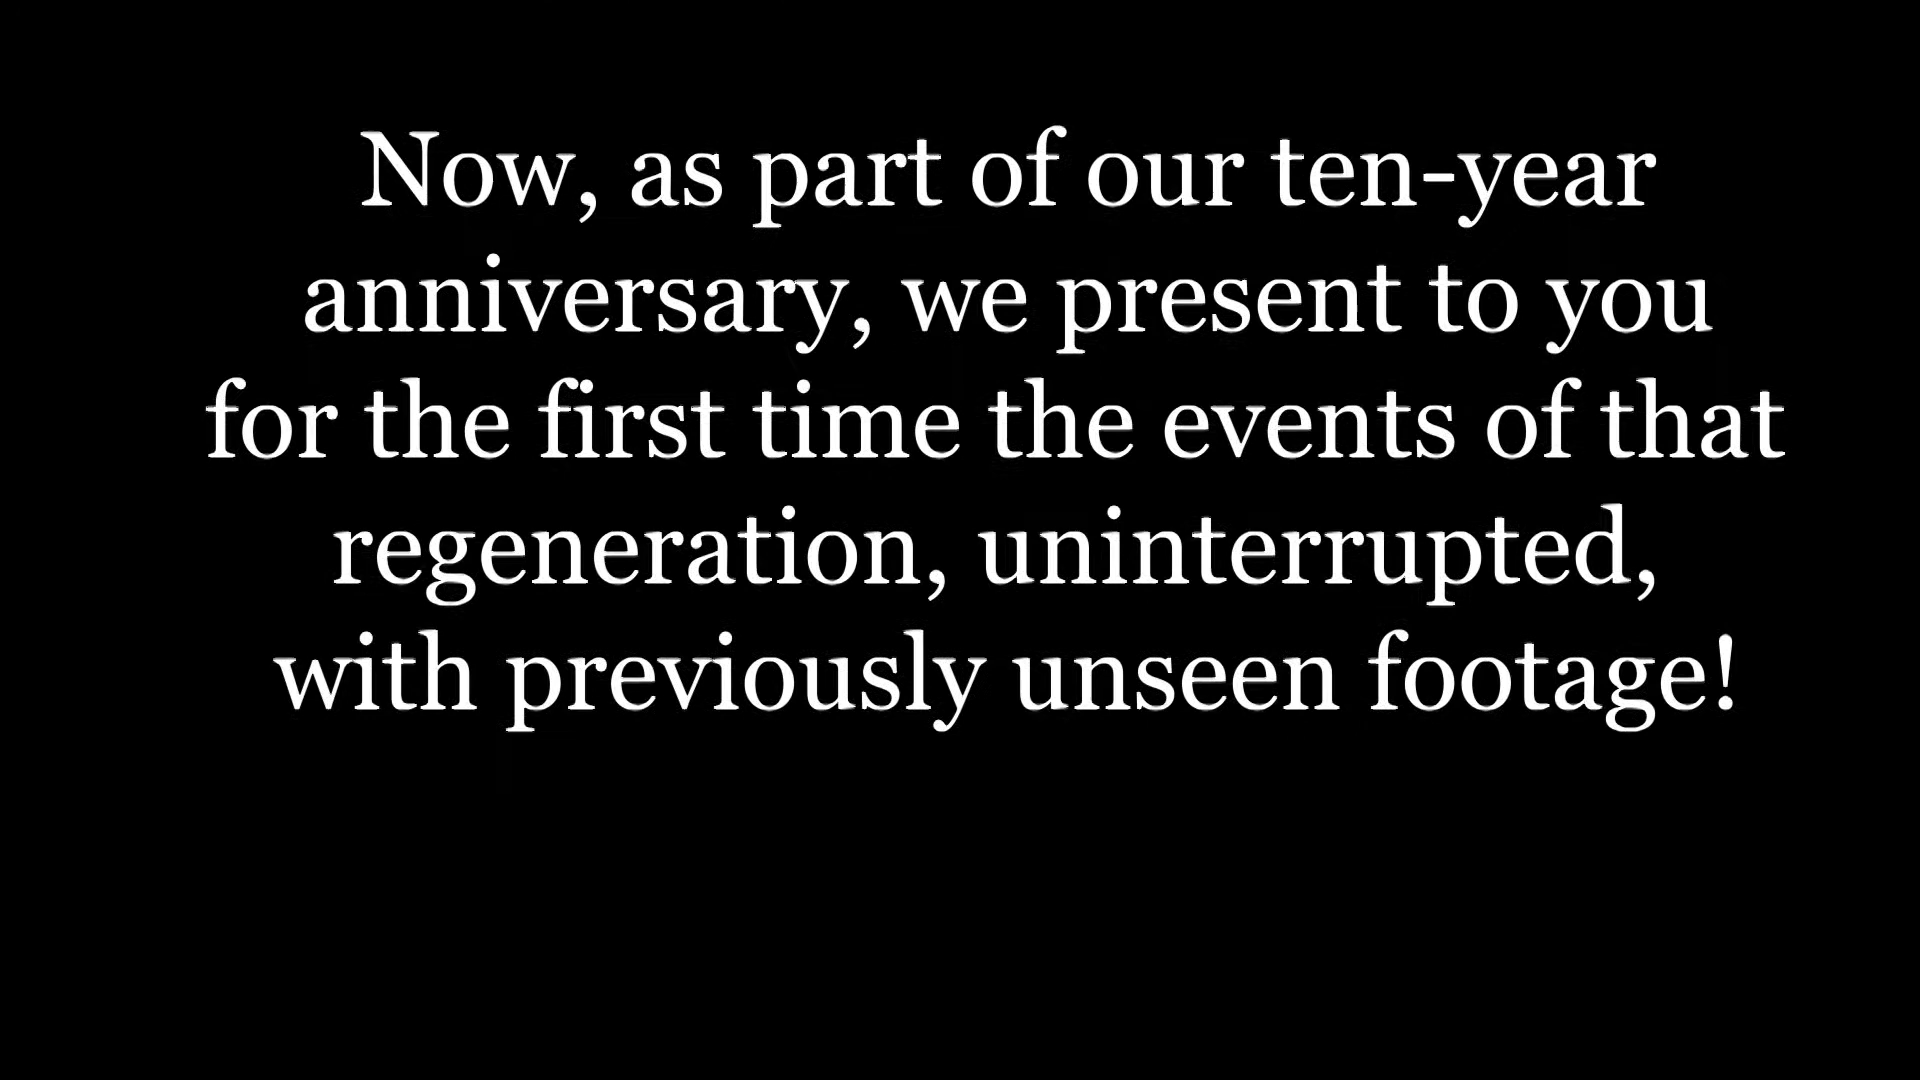 Now, as part of our ten-year
anniversary, we present to you
for the first time the events of that
regeneration, uninterrupted,
with previously unseen footage!